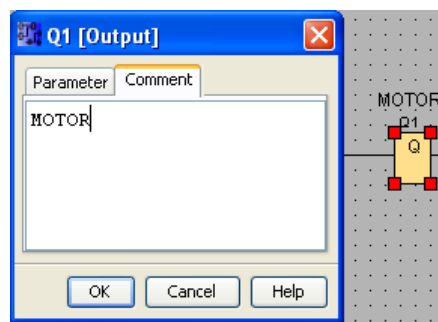 Q1 [Output]
Parameter Comment
MOTOR
OK Cancel Help
MOTOR
Q1
Q